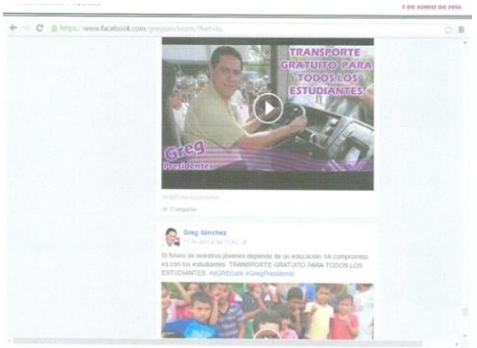 2 DE JUNIO DE 2016
https://www.facebook.com
TRANSPORTE
GRATUITO PARA
TODOS LOS
ESTUDIANTES
Greg
Presidente
Compartir
Greg Sánchez
El futuro de nuestros jóvenes depende de su educación. Mi compromiso
es con los estudiantes. TRANSPORTE GRATUITO PARA TODOS LOS
ESTUDIANTES. #GregPresidente